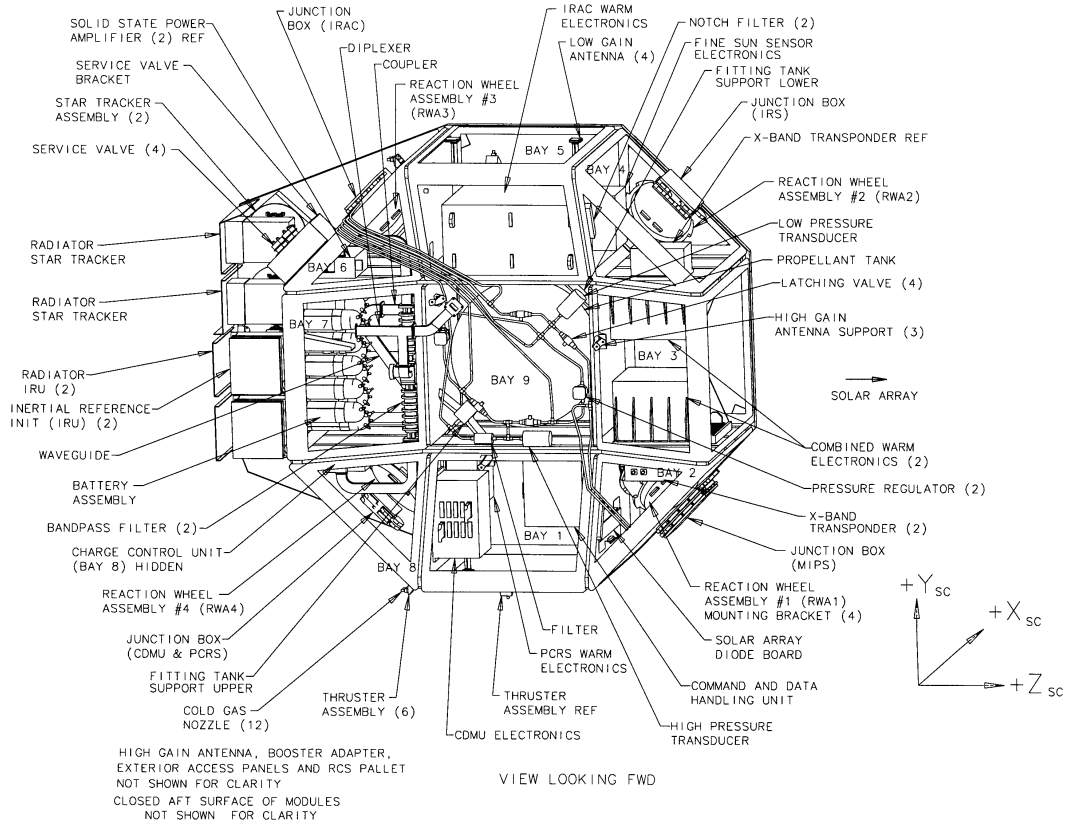 SOLID STATE POWER
AMPLIFIER (2) REF
SERVICE VALVE
BRACKET
STAR TRACKER
ASSEMBLY (2)
SERVICE VALVE (4)
RADIATOR
STAR TRACKER
RADIATOR
STAR TRACKER
RADIATOR
IRU (2)
INERTIAL REFERENCE
INIT (IRU) (2)
WAVEGUIDE
BATTERY
ASSEMBLY
BANDPASS FILTER (2)
CHARGE CONTROL UNIT
(BAY 8) HIDDEN
REACTION WHEEL
ASSEMBLY #4 (RWA4)
JUNCTION BOX
(CDMU & PCRS)
FITTING TANK
SUPPORT UPPER
COLD GAS
NOZZLE (12)
JUNCTION
BOX (IRAC)
DIPLEXER
COUPLER
REACTION WHEEL
ASSEMBLY #3
(RWA3)
IRAC WARM
ELECTRONICS
LOW GAIN
ANTENNA (4)
NOTCH FILTER (2)
FINE SUN SENSOR
ELECTRONICS
FITTING TANK
SUPPORT LOWER
JUNCTION BOX
(IRS)
X-BAND TRANSPONDER REF
REACTION WHEEL
ASSEMBLY #2 (RWA2)
LOW PRESSURE
TRANSDUCER
PROPELLANT TANK
LATCHING VALVE (4)
HIGH GAIN
ANTENNA SUPPORT (3)
SOLAR ARRAY
COMBINED WARM
ELECTRONICS (2)
PRESSURE REGULATOR (2)
X-BAND
TRANSPONDER (2)
JUNCTION BOX
(MIPS)
REACTION WHEEL
ASSEMBLY #1 (RWA1)
MOUNTING BRACKET (4)
SOLAR ARRAY
DIODE BOARD
COMMAND AND DATA
HANDLING UNIT
HIGH PRESSURE
TRANSDUCER
FILTER
PCRS WARM
ELECTRONICS
THRUSTER
ASSEMBLY REF
CDMU ELECTRONICS
THRUSTER
ASSEMBLY (6)
BAY 5
BAY 4
BAY 6
BAY 7
BAY 3
BAY 9
BAY 2
BAY 1
BAY 8
+Y SC
+X SC
+Z SC
HIGH GAIN ANTENNA, BOOSTER ADAPTER,
EXTERIOR ACCESS PANELS AND RCS PALLET
NOT SHOWN FOR CLARITY
CLOSED AFT SURFACE OF MODULES
NOT SHOWN FOR CLARITY
VIEW LOOKING FWD